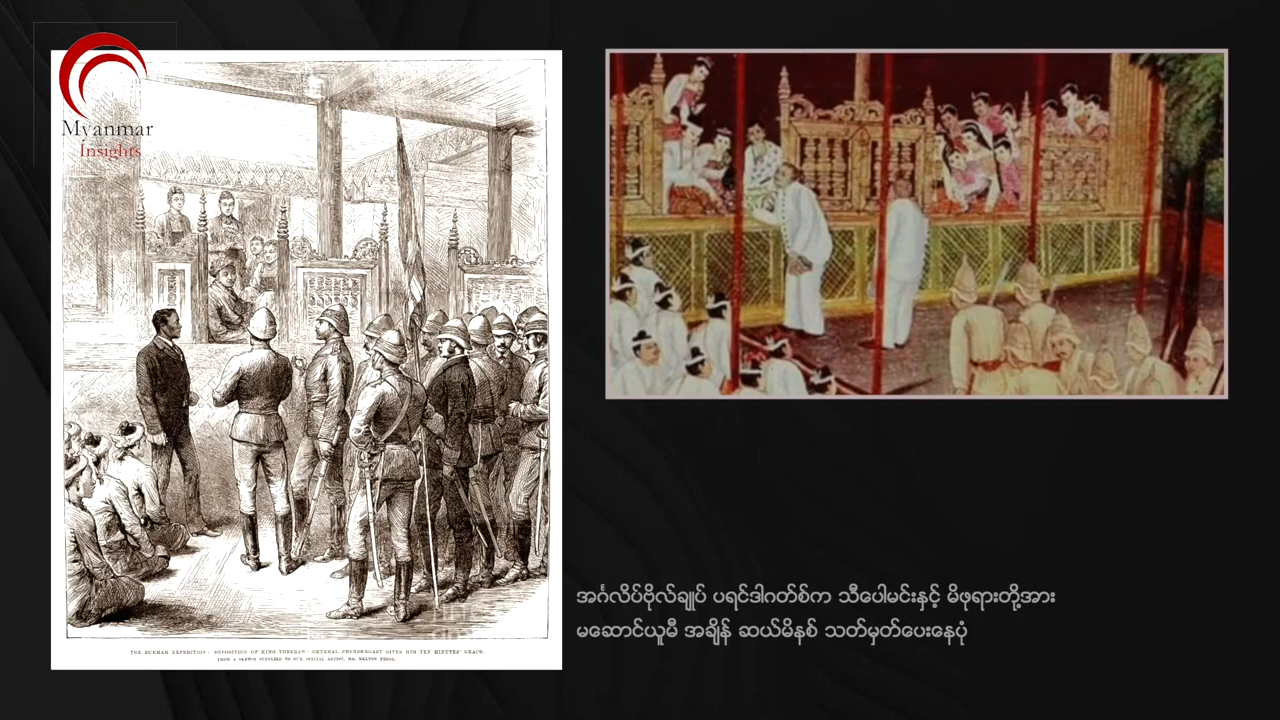 Myanmar
Insights
THE BURMAH EXPEDITION: DEPOSITION OF KING THEBAW—GENERAL PRENDERGAST GIVES HIM TEN MINUTES' GRACE.
FROM A SKETCH SUPPLIED TO OUR SPECIAL ARTIST, MR. MELTON PRIOR.
အင်္ဂလိပ်ဗိုလ်ချုပ် ပရင်ဒါဂတ်စ်က သီပေါမင်းနှင့် မိဖုရားတို့အား
မဆောင်ယူမီ အချိန် ဆယ်မိနစ် သတ်မှတ်ပေးနေပုံ